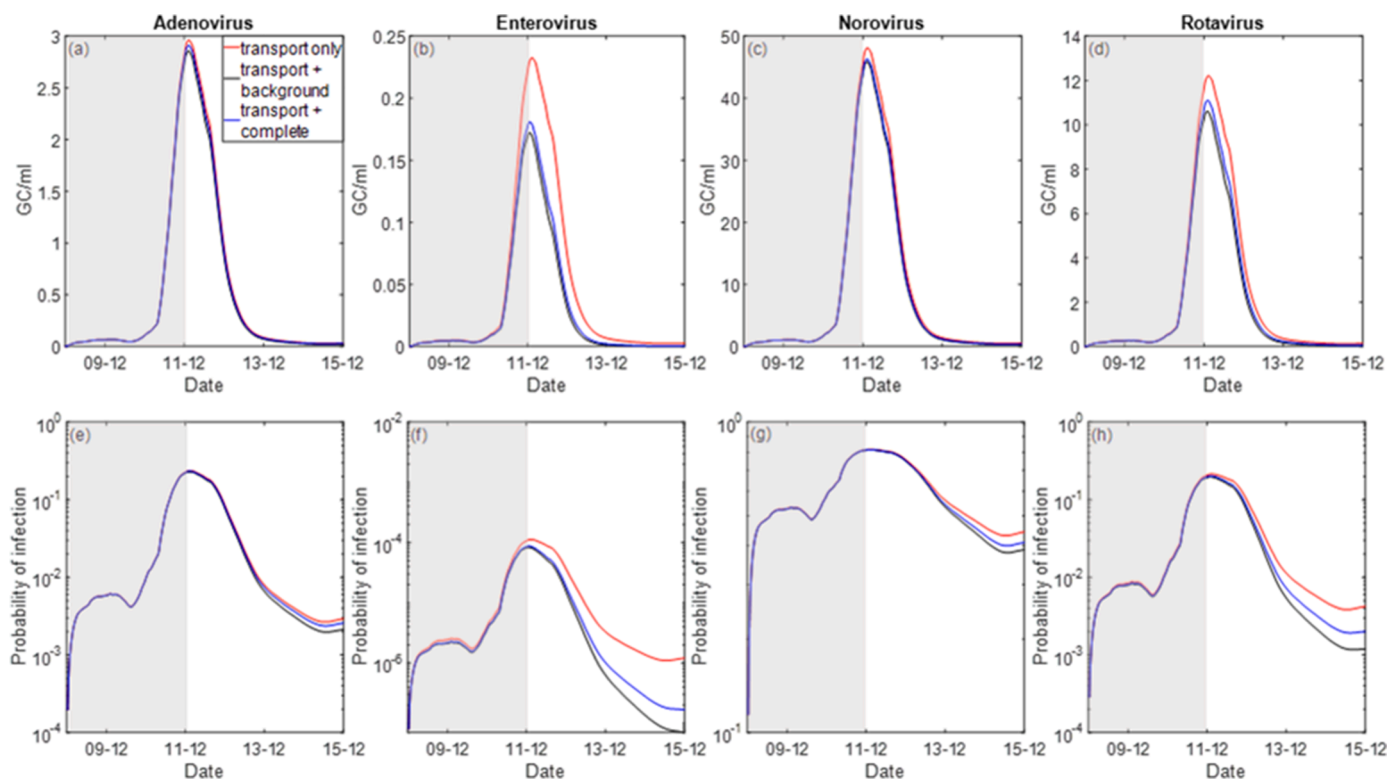 Adenovirus
Enterovirus
Norovirus
Rotavirus
(a)
3
2.5
2
1.5
1
0.5
0
GC/ml
transport only
transport +
background
transport +
complete
09-12 11-12 13-12 15-12
Date
(b)
0.25
0.2
0.15
0.1
0.05
0
GC/ml
09-12 11-12 13-12 15-12
Date
(c)
50
40
30
20
10
0
GC/ml
09-12 11-12 13-12 15-12
Date
(d)
14
12
10
8
6
4
2
0
GC/ml
09-12 11-12 13-12 15-12
Date
(e)
10⁰
10⁻¹
10⁻²
10⁻³
10⁻⁴
Probability of infection
09-12 11-12 13-12 15-12
Date
(f)
10⁻²
10⁻⁴
Probability of infection
09-12 11-12 13-12 15-12
Date
(g)
10⁰
10⁻¹
Probability of infection
09-12 11-12 13-12 15-12
Date
(h)
10⁰
10⁻¹
10⁻²
10⁻³
10⁻⁴
Probability of infection
09-12 11-12 13-12 15-12
Date